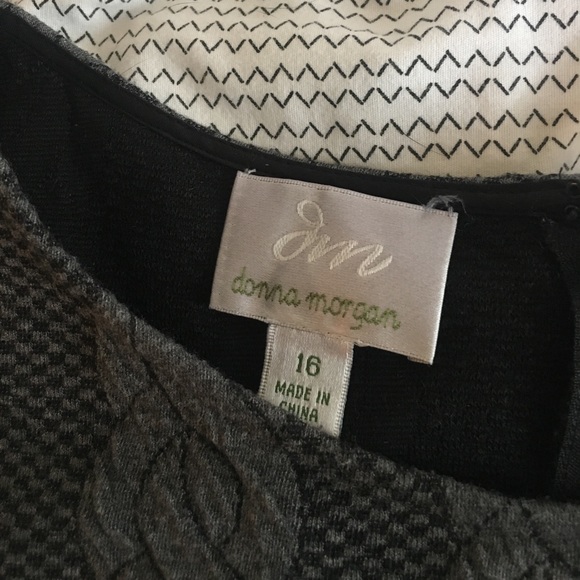 dm
donna morgan
16
MADE IN
CHINA